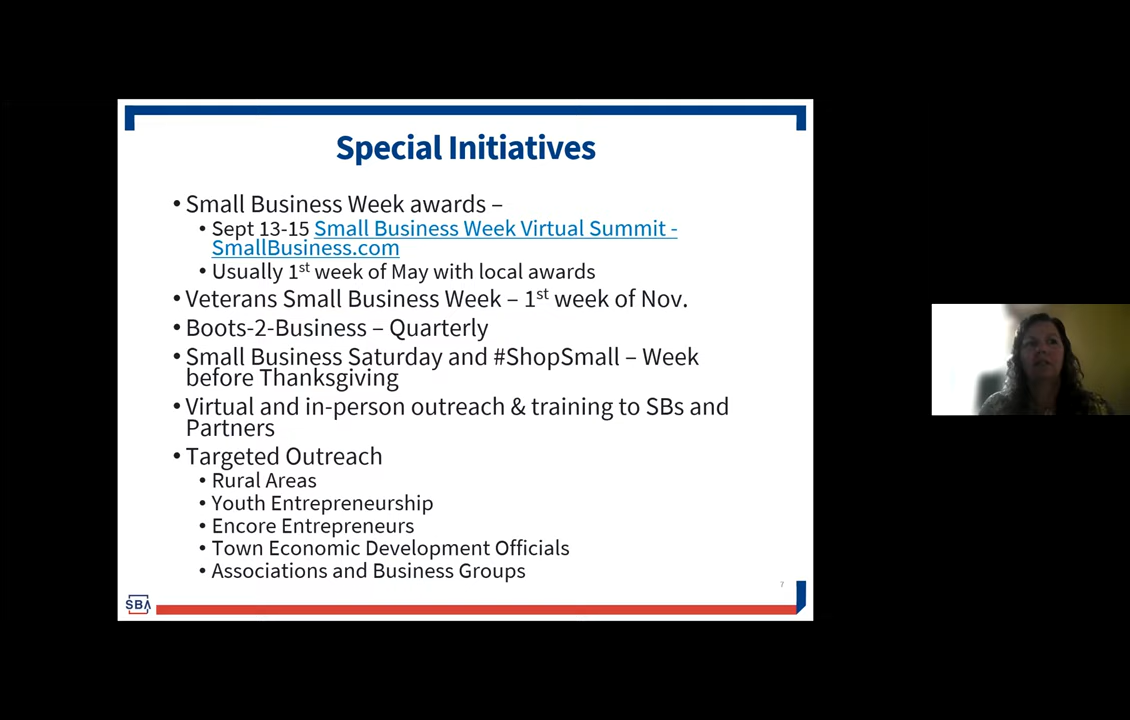 Special Initiatives
• Small Business Week awards –
• Sept 13-15 Small Business Week Virtual Summit -
SmallBusiness.com
• Usually 1st week of May with local awards
• Veterans Small Business Week – 1st week of Nov.
• Boots-2-Business – Quarterly
• Small Business Saturday and #ShopSmall – Week
before Thanksgiving
• Virtual and in-person outreach & training to SBs and
Partners
• Targeted Outreach
• Rural Areas
• Youth Entrepreneurship
• Encore Entrepreneurs
• Town Economic Development Officials
• Associations and Business Groups
7
SBA